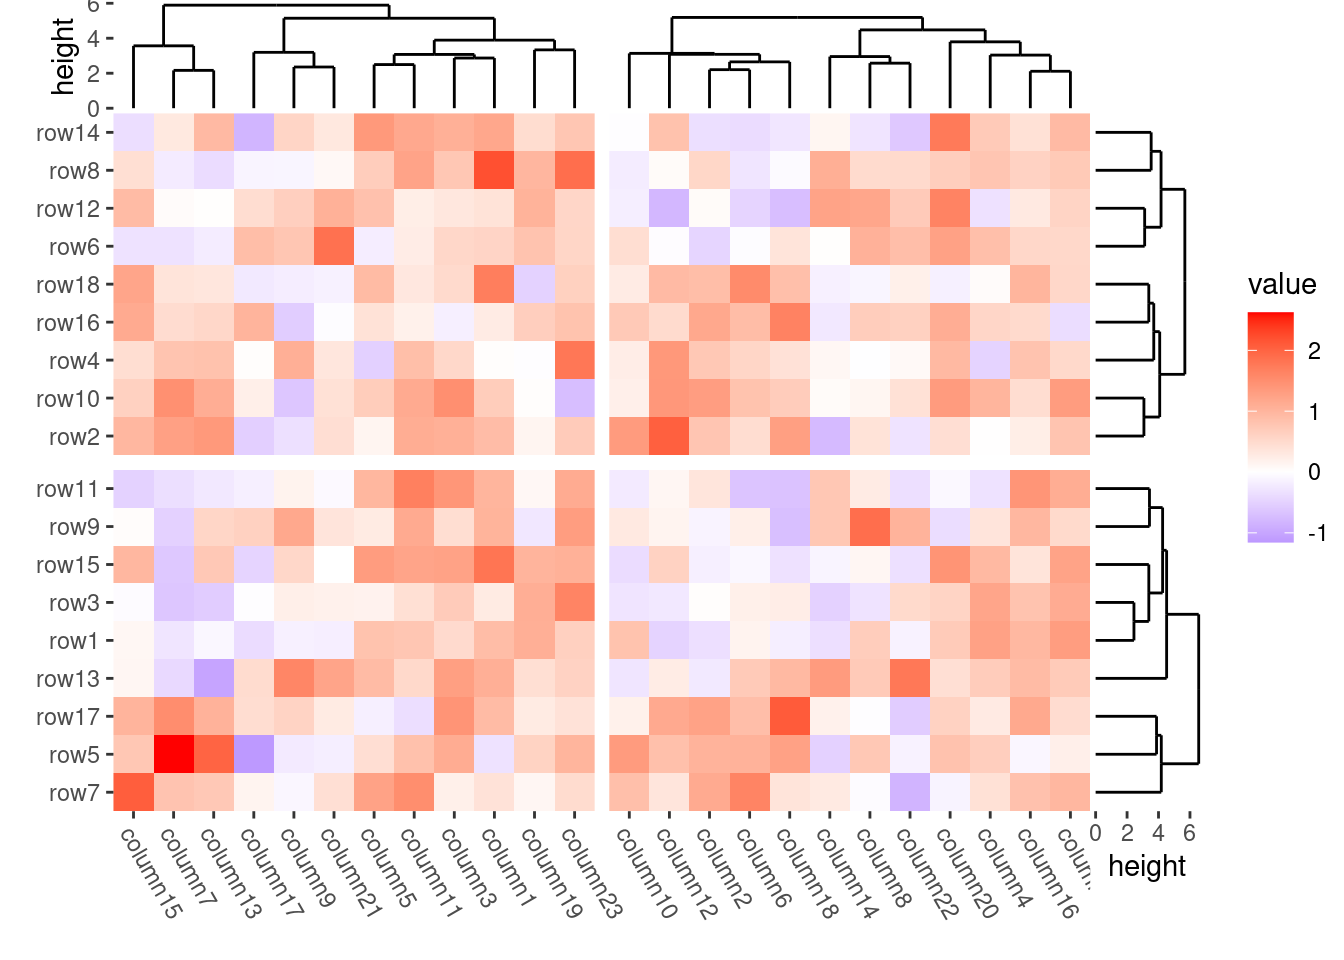 height
6
4
2
0
row14
row8
row12
row6
row18
row16
row4
row10
row2
row11
row9
row15
row3
row1
row13
row17
row5
row7
column15
column7
column13
column17
column9
column21
column5
column11
column3
column1
column19
column23
column10
column12
column2
column6
column18
column14
column8
column22
column20
column4
column16
0 2 4 6
height
value
2
1
0
-1